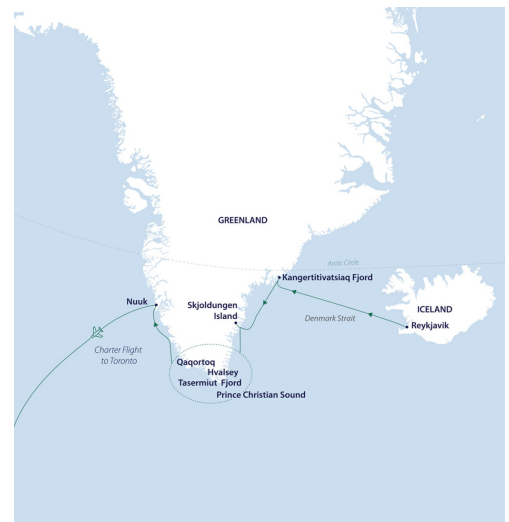 GREENLAND
Arctic Circle
Kangertitivatsiaq Fjord
Nuuk
Skjoldungen
Island
ICELAND
Denmark Strait
Reykjavik
Charter Flight
to Toronto
Qaqortoq
Hvalsey
Tasermiut Fjord
Prince Christian Sound